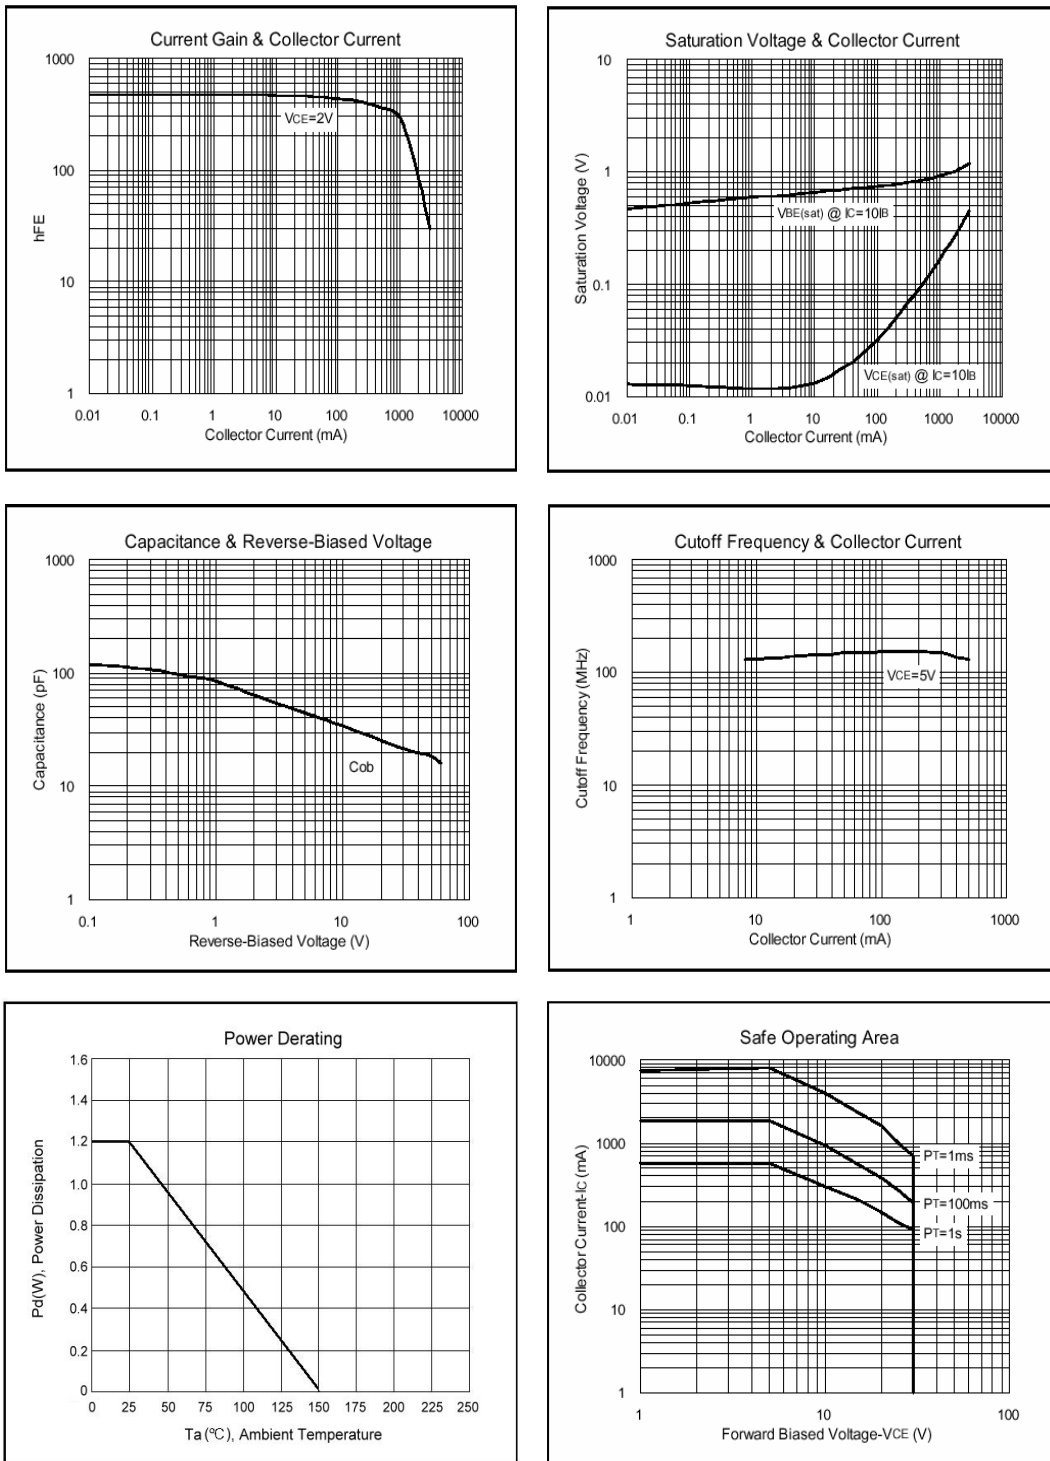 Current Gain & Collector Current
1000
100
10
1
hFE
VCE=2V
0.01 0.1 1 10 100 1000 10000
Collector Current (mA)
Saturation Voltage & Collector Current
10
1
0.1
0.01
Saturation Voltage (V)
VBE(sat) @ IC=10IB
VCE(sat) @ IC=10IB
0.01 0.1 1 10 100 1000 10000
Collector Current (mA)
Capacitance & Reverse-Biased Voltage
1000
100
10
1
Capacitance (pF)
Cob
0.1 1 10 100
Reverse-Biased Voltage (V)
Cutoff Frequency & Collector Current
1000
100
10
1
Cutoff Frequency (MHz)
VCE=5V
1 10 100 1000
Collector Current (mA)
Power Derating
1.6
1.4
1.2
1.0
0.8
0.6
0.4
0.2
0
Pd(W), Power Dissipation
0 25 50 75 100 125 150 175 200 225 250
Ta (℃), Ambient Temperature
Safe Operating Area
10000
1000
100
10
1
Collector Current-IC (mA)
PT=1ms
PT=100ms
PT=1s
1 10 100
Forward Biased Voltage-VCE (V)